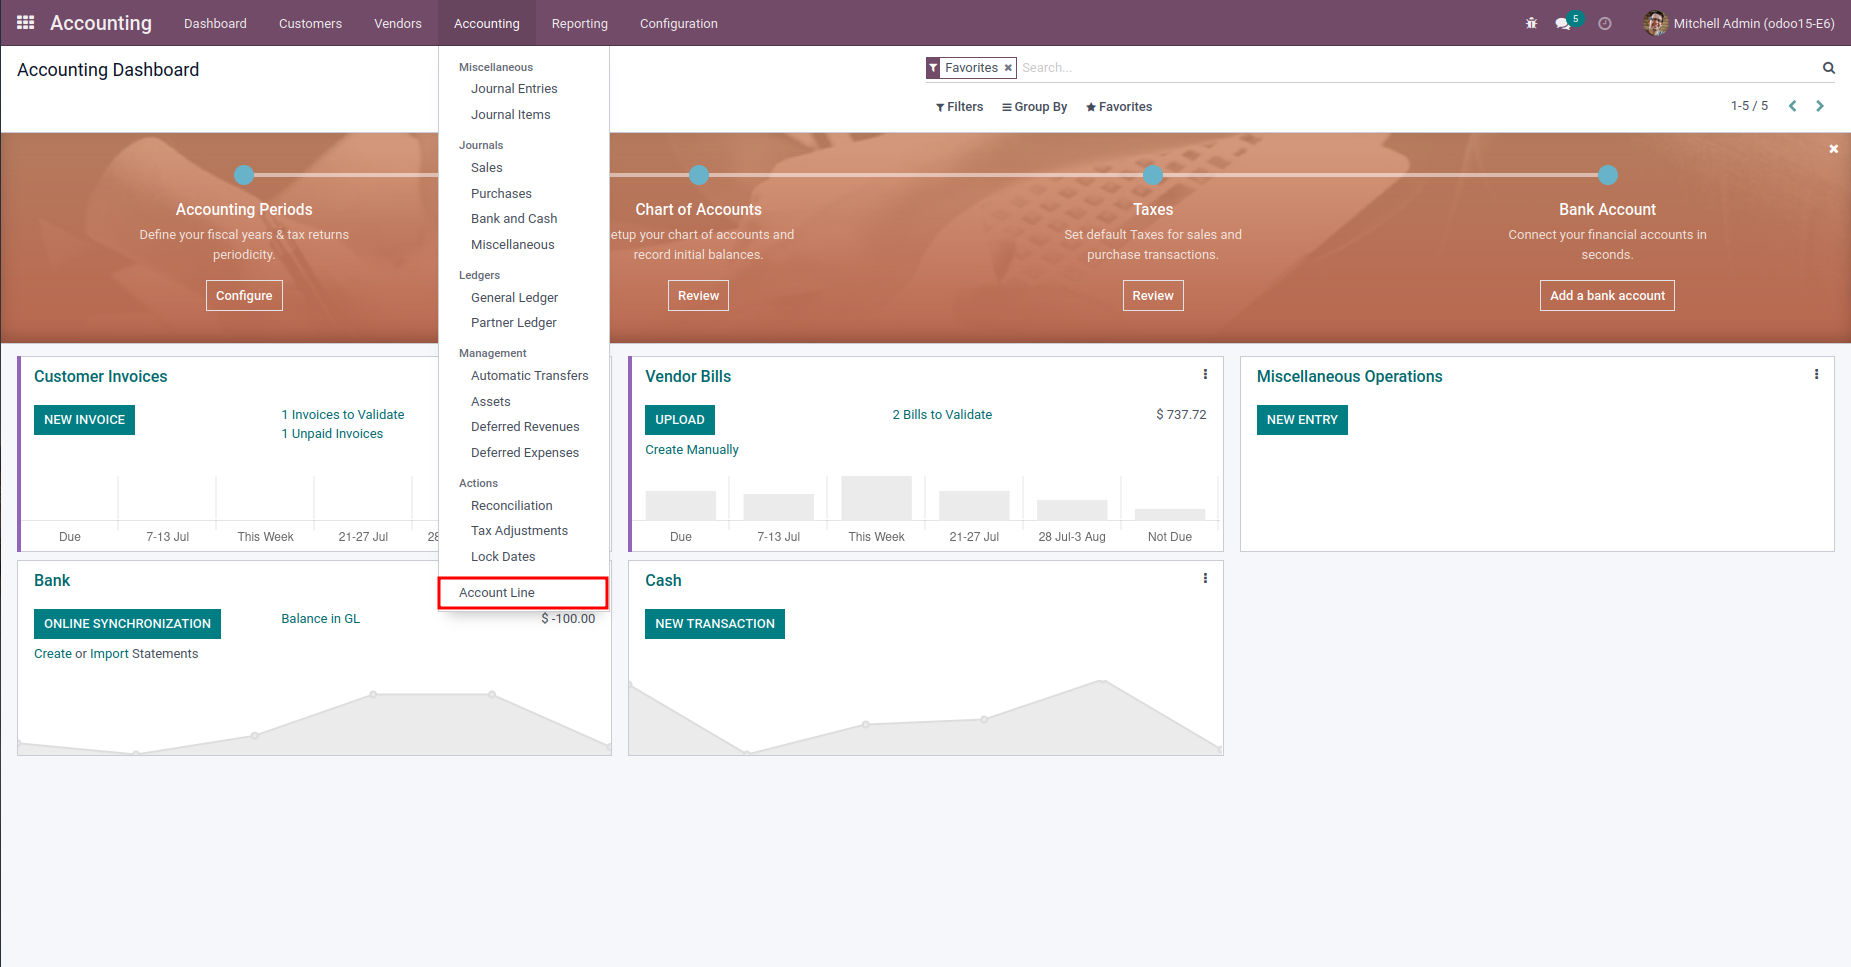 Accounting Dashboard Customers Vendors Accounting Reporting Configuration 5 Mitchell Admin (odoo15-E6)
Accounting Dashboard
Favorites Search...
Filters Group By Favorites 1-5 / 5
Miscellaneous
Journal Entries
Journal Items
Journals
Sales
Purchases
Bank and Cash
Miscellaneous
Ledgers
General Ledger
Partner Ledger
Management
Automatic Transfers
Assets
Deferred Revenues
Deferred Expenses
Actions
Reconciliation
Tax Adjustments
Lock Dates
Account Line
Accounting Periods
Define your fiscal years & tax returns
periodicity.
Configure
Chart of Accounts
etup your chart of accounts and
record initial balances.
Review
Taxes
Set default Taxes for sales and
purchase transactions.
Review
Bank Account
Connect your financial accounts in
seconds.
Add a bank account
Customer Invoices
NEW INVOICE
1 Invoices to Validate
1 Unpaid Invoices
Due 7-13 Jul This Week 21-27 Jul 28
Vendor Bills
UPLOAD 2 Bills to Validate $ 737.72
Create Manually
Due 7-13 Jul This Week 21-27 Jul 28 Jul-3 Aug Not Due
Miscellaneous Operations
NEW ENTRY
Bank
ONLINE SYNCHRONIZATION Balance in GL $ -100.00
Create or Import Statements
Cash
NEW TRANSACTION